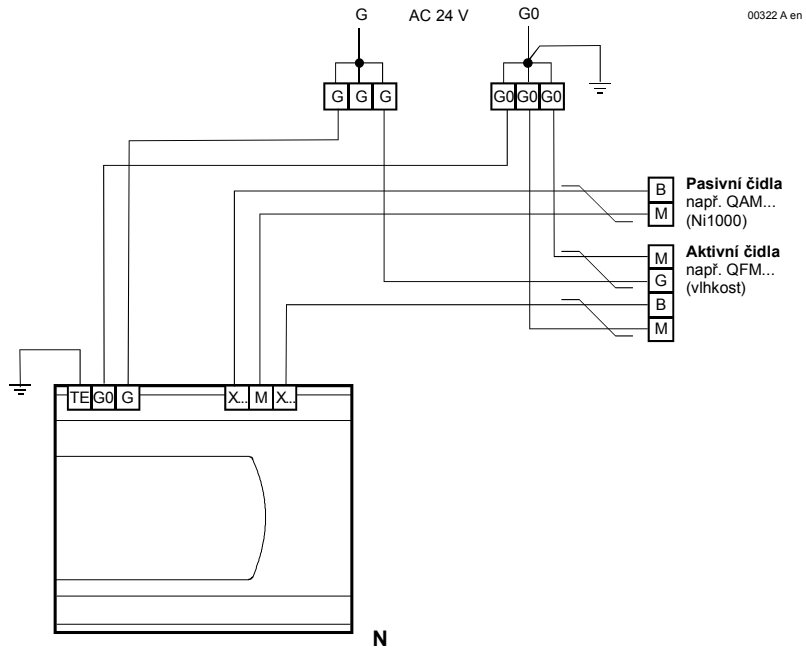 G AC 24 V G0 00322 A en
G G G G0 G0 G0
B Pasivní čidla
např. QAM...
M (Ni1000)
M Aktivní čidla
např. QFM...
G (vlhkost)
B
M
TE G0 G X... M X...
N